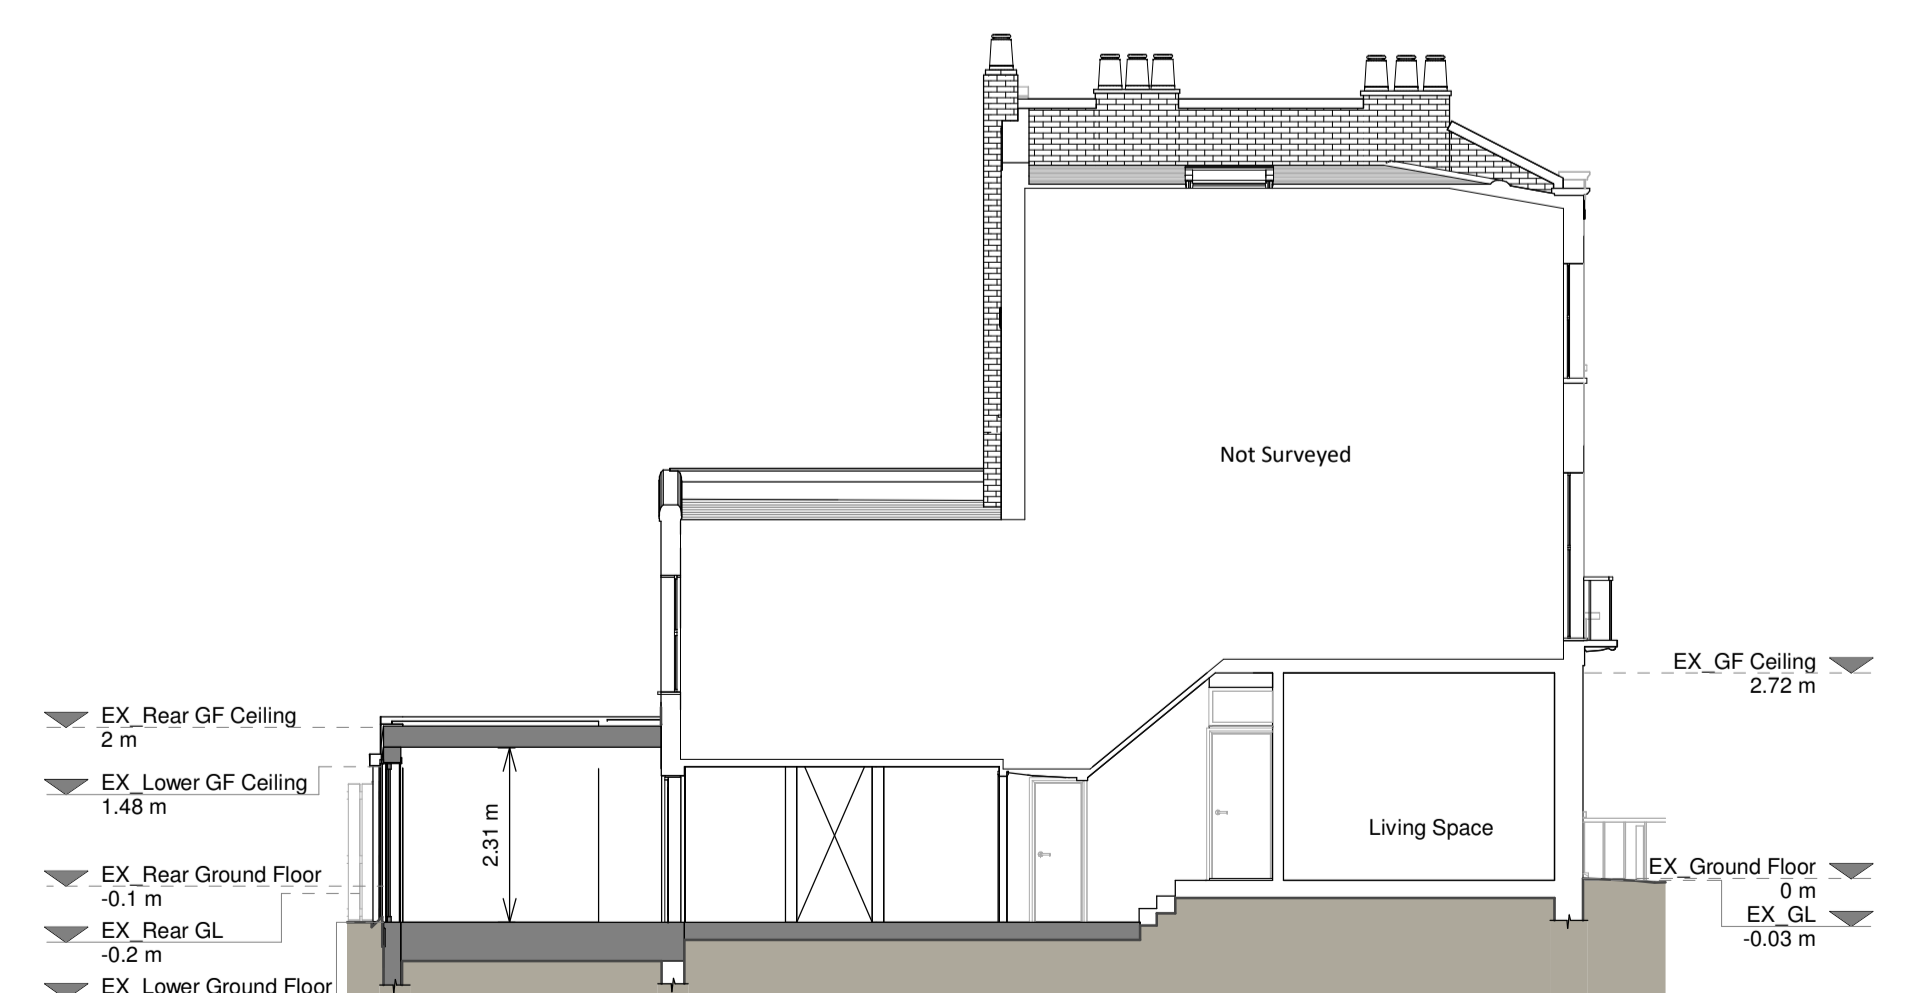 Not Surveyed
EX_GF Ceiling
2.72 m
EX_Rear GF Ceiling
2 m
EX_Lower GF Ceiling
1.48 m
2.31 m
Living Space
EX_Rear Ground Floor
-0.1 m
EX_Ground Floor
0 m
EX_GL
-0.03 m
EX_Rear GL
-0.2 m
EX_Lower Ground Floor